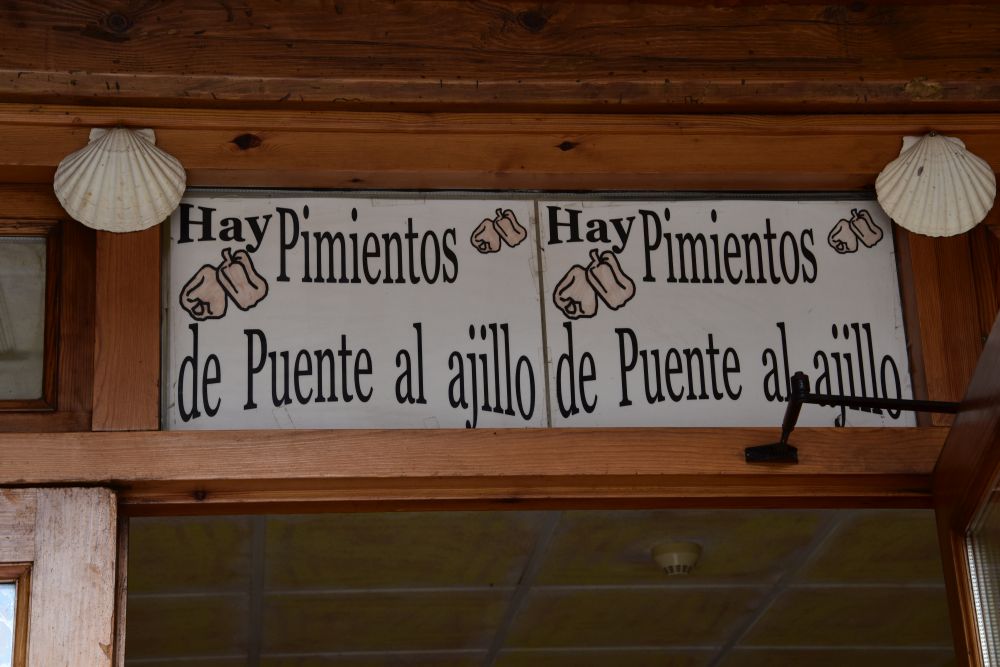 Hay Pimientos
de Puente al ajillo
Hay Pimientos
de Puente al ajillo